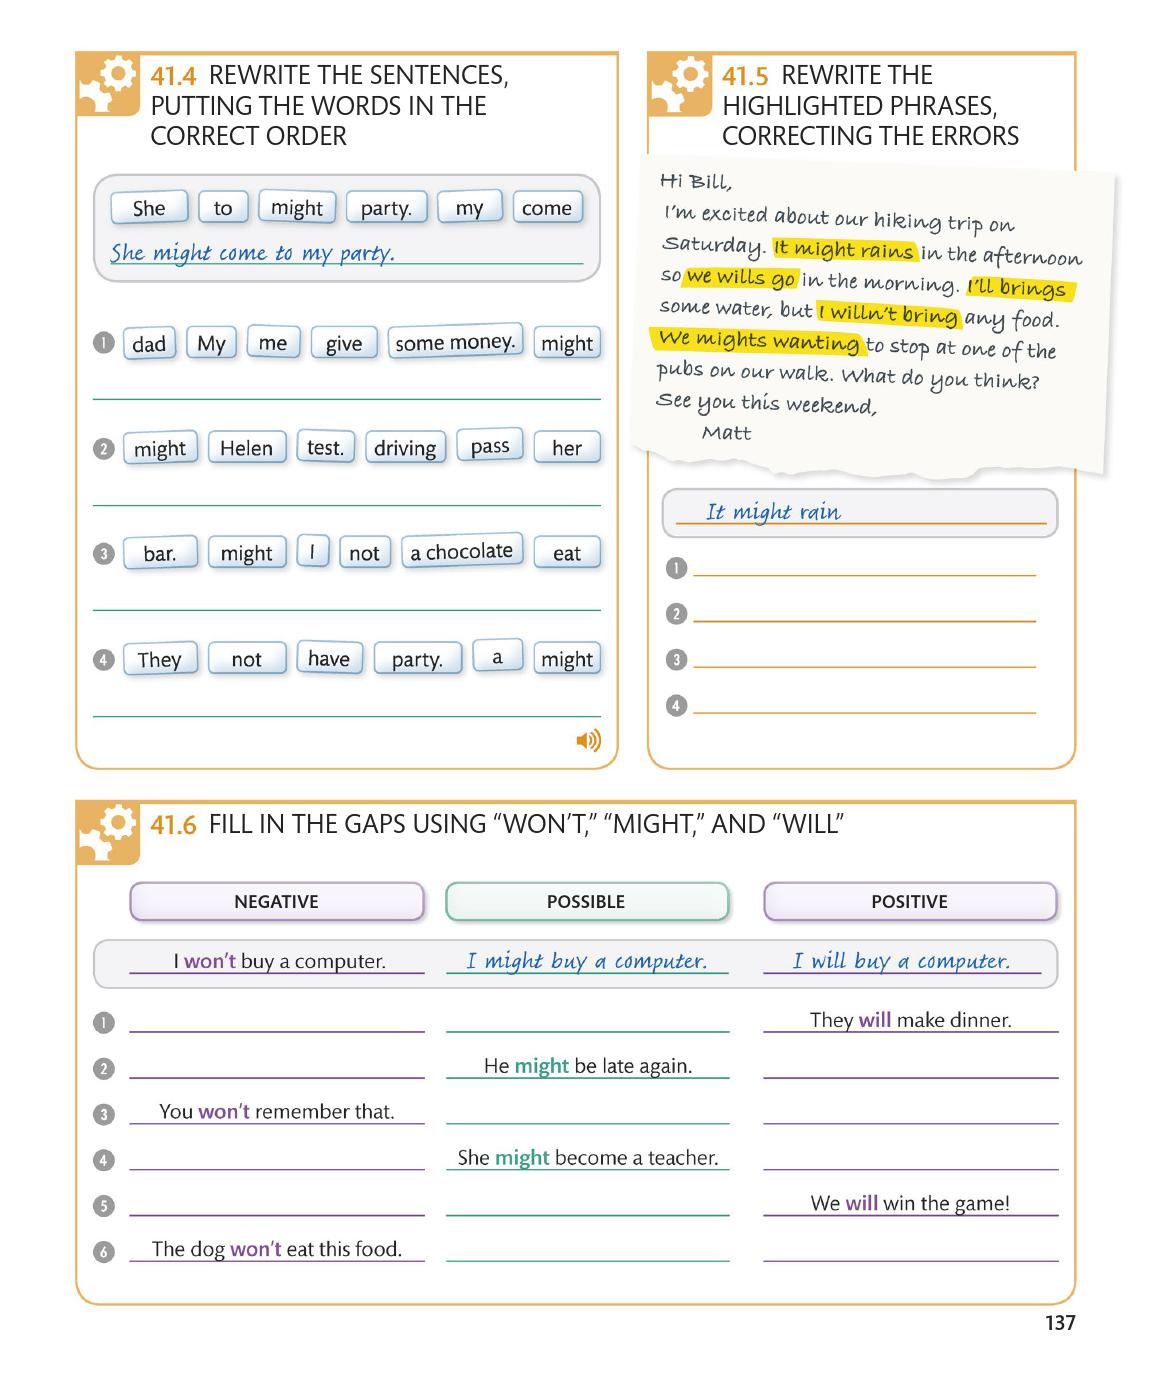 41.4 REWRITE THE SENTENCES,
PUTTING THE WORDS IN THE
CORRECT ORDER
She to might party. my come
She might come to my party.
1 dad My me give some money. might
2 might Helen test. driving pass her
3 bar. might I not a chocolate eat
4 They not have party. a might
41.5 REWRITE THE
HIGHLIGHTED PHRASES,
CORRECTING THE ERRORS
Hi Bill,
I'm excited about our hiking trip on
Saturday. It might rains in the afternoon
so we wills go in the morning. I'll brings
some water, but I willn't bring any food.
We mights wanting to stop at one of the
pubs on our walk. What do you think?
See you this weekend,
Matt
It might rain
1
2
3
4
41.6 FILL IN THE GAPS USING “WON’T,” “MIGHT,” AND “WILL”
NEGATIVE POSSIBLE POSITIVE
I won’t buy a computer. I might buy a computer. I will buy a computer.
1 They will make dinner.
2 He might be late again.
3 You won’t remember that.
4 She might become a teacher.
5 We will win the game!
6 The dog won’t eat this food.
137